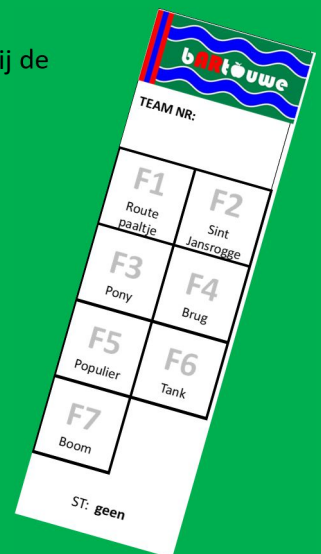 ij de
bARtouwe
TEAM NR:
F1
Route
paaltje
F2
Sint
Jansrogge
F3
Pony
F4
Brug
F5
Populier
F6
Tank
F7
Boom
ST: geen